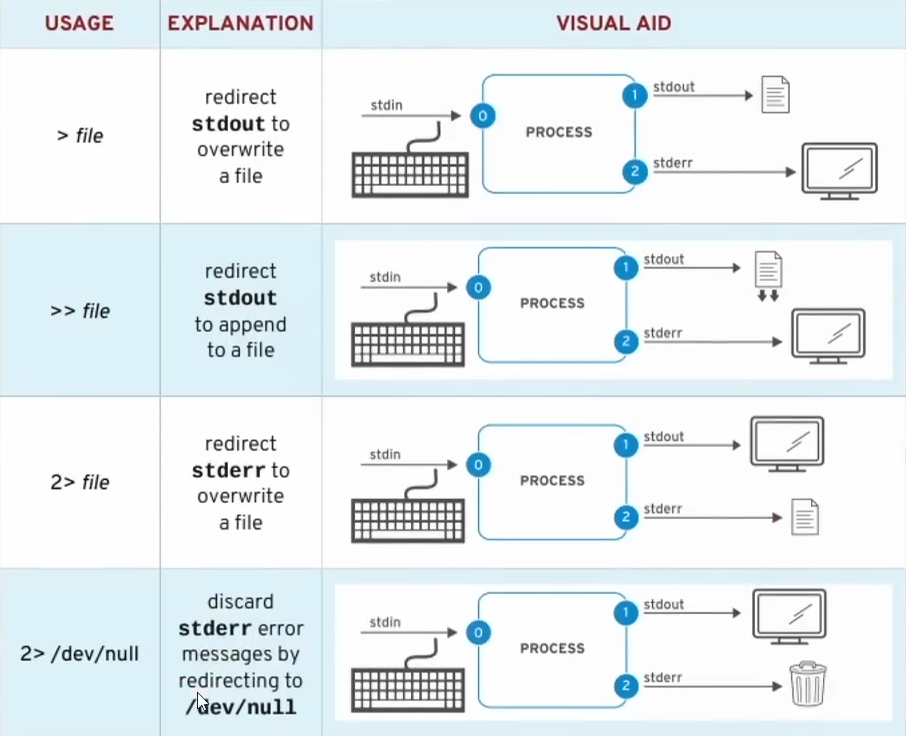 USAGE EXPLANATION VISUAL AID
> file
redirect
stdout to
overwrite
a file
stdin
0
PROCESS
1
stdout
2
stderr
>> file
redirect
stdout
to append
to a file
stdin
0
PROCESS
1
stdout
2
stderr
2> file
redirect
stderr to
overwrite
a file
stdin
0
PROCESS
1
stdout
2
stderr
2> /dev/null
discard
stderr error
messages by
redirecting to
/dev/null
stdin
0
PROCESS
1
stdout
2
stderr